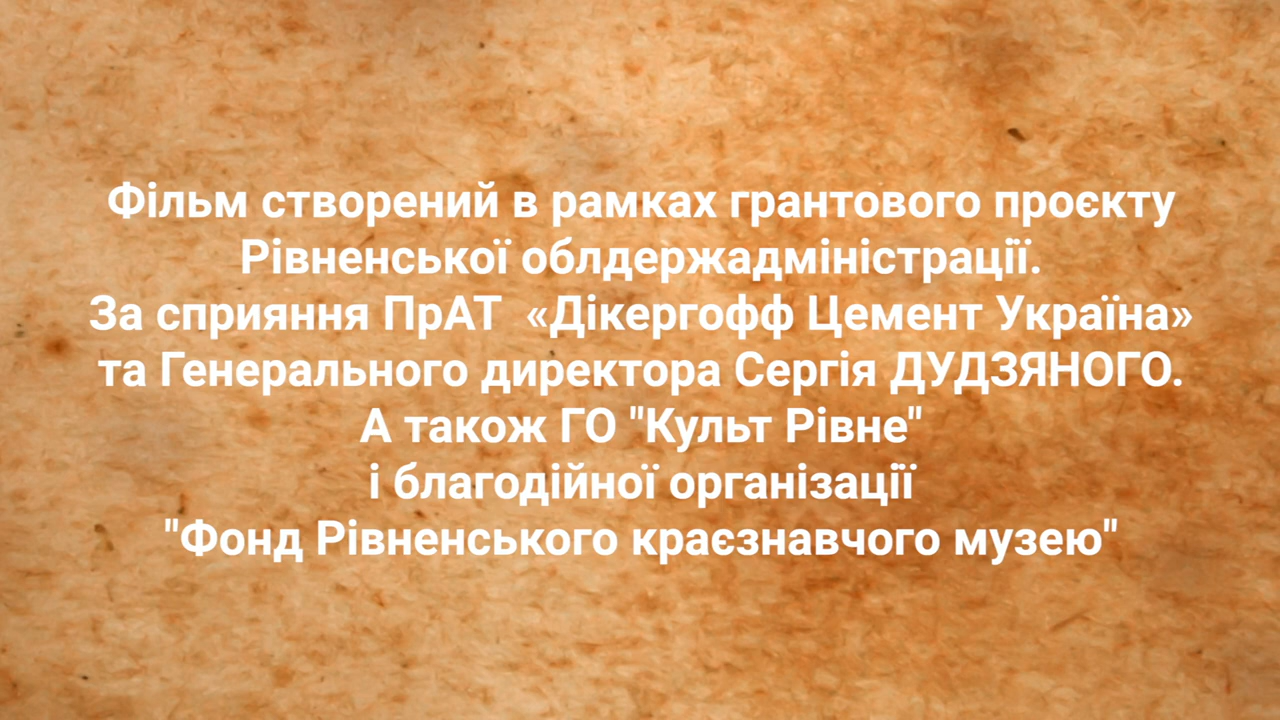 Фільм створений в рамках грантового проєкту
Рівненської облдержадміністрації.
За сприяння ПрАТ  «Дікергофф Цемент Україна»
та Генерального директора Сергія ДУДЗЯНОГО.
А також ГО "Культ Рівне"
і благодійної організації
"Фонд Рівненського краєзнавчого музею"